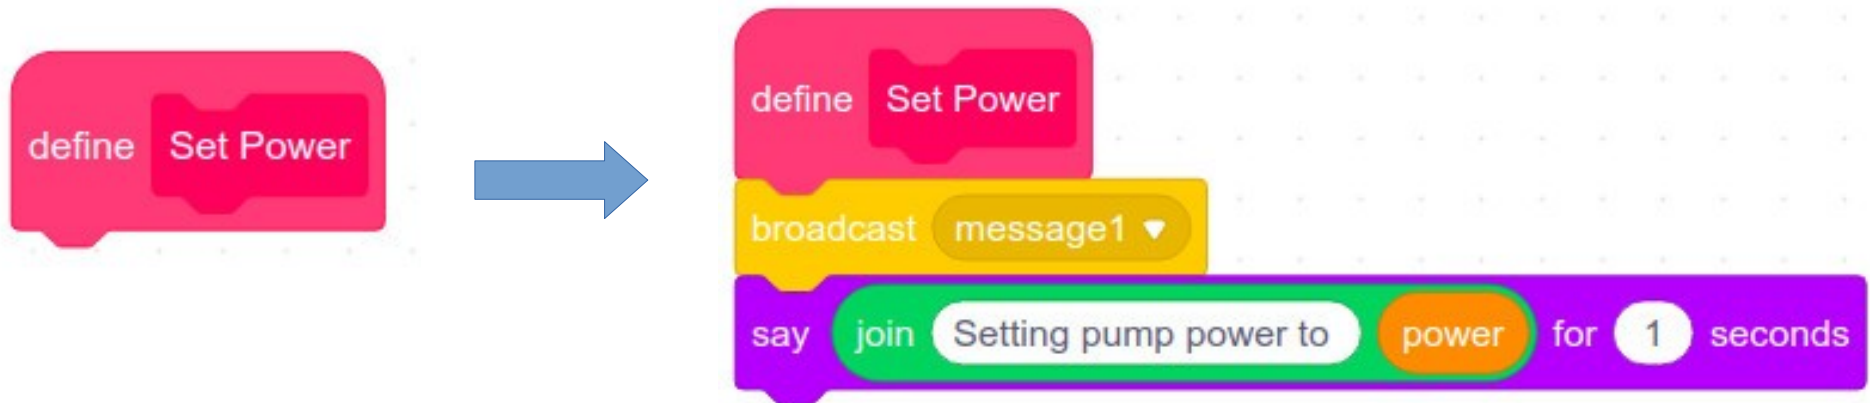 define Set Power
define Set Power
broadcast message1
say join Setting pump power to power for 1 seconds